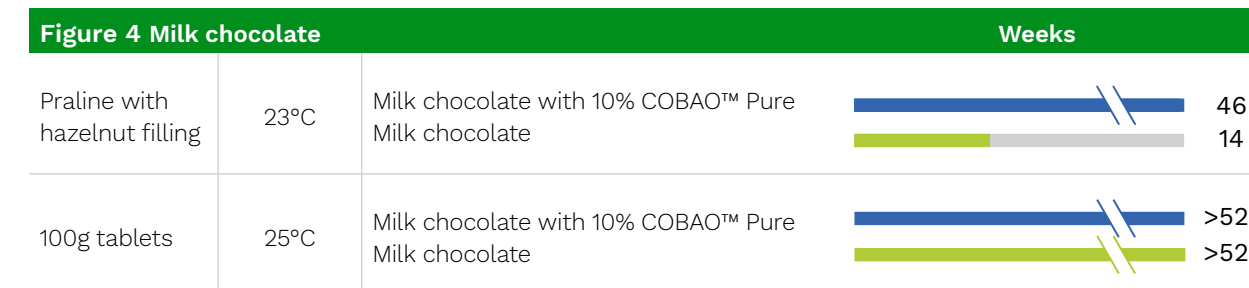 Figure 4 Milk chocolate Weeks
Praline with
hazelnut filling
23°C
Milk chocolate with 10% COBAO™ Pure 46
Milk chocolate 14
100g tablets
25°C
Milk chocolate with 10% COBAO™ Pure >52
Milk chocolate >52